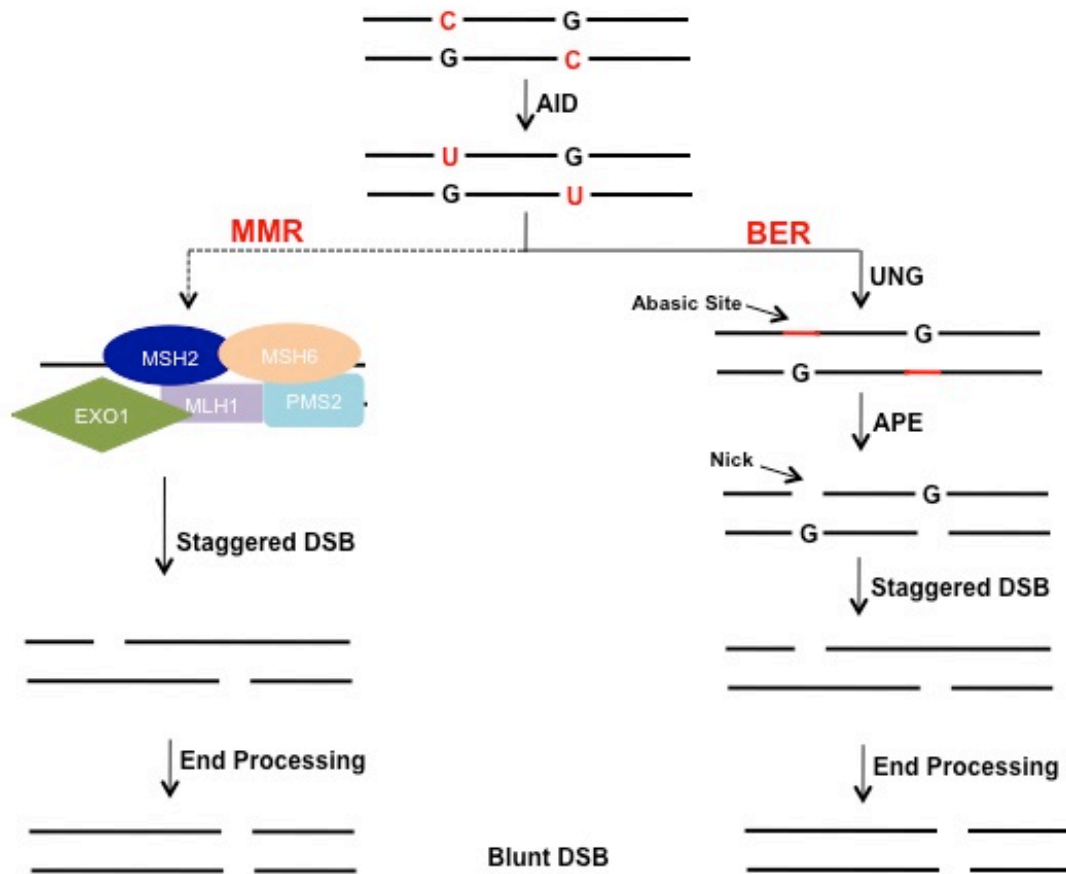 C G
G C
AID
U G
G U
MMR BER
UNG
Abasic Site
G
G
MSH2 MSH6
EXO1 MLH1 PMS2
APE
Nick
G
G
Staggered DSB
Staggered DSB
End Processing
End Processing
Blunt DSB